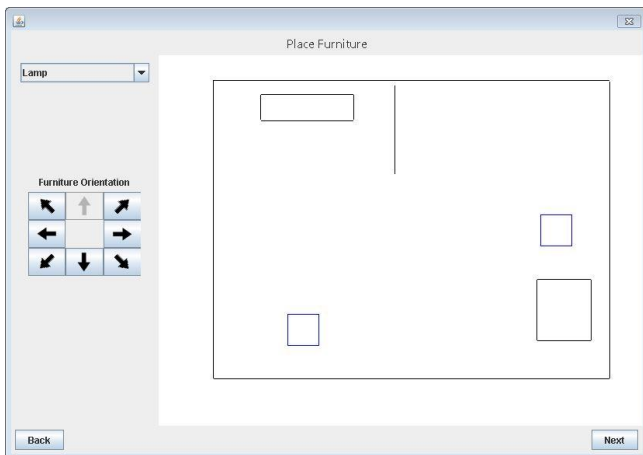 Place Furniture
Lamp
Furniture Orientation
Back
Next